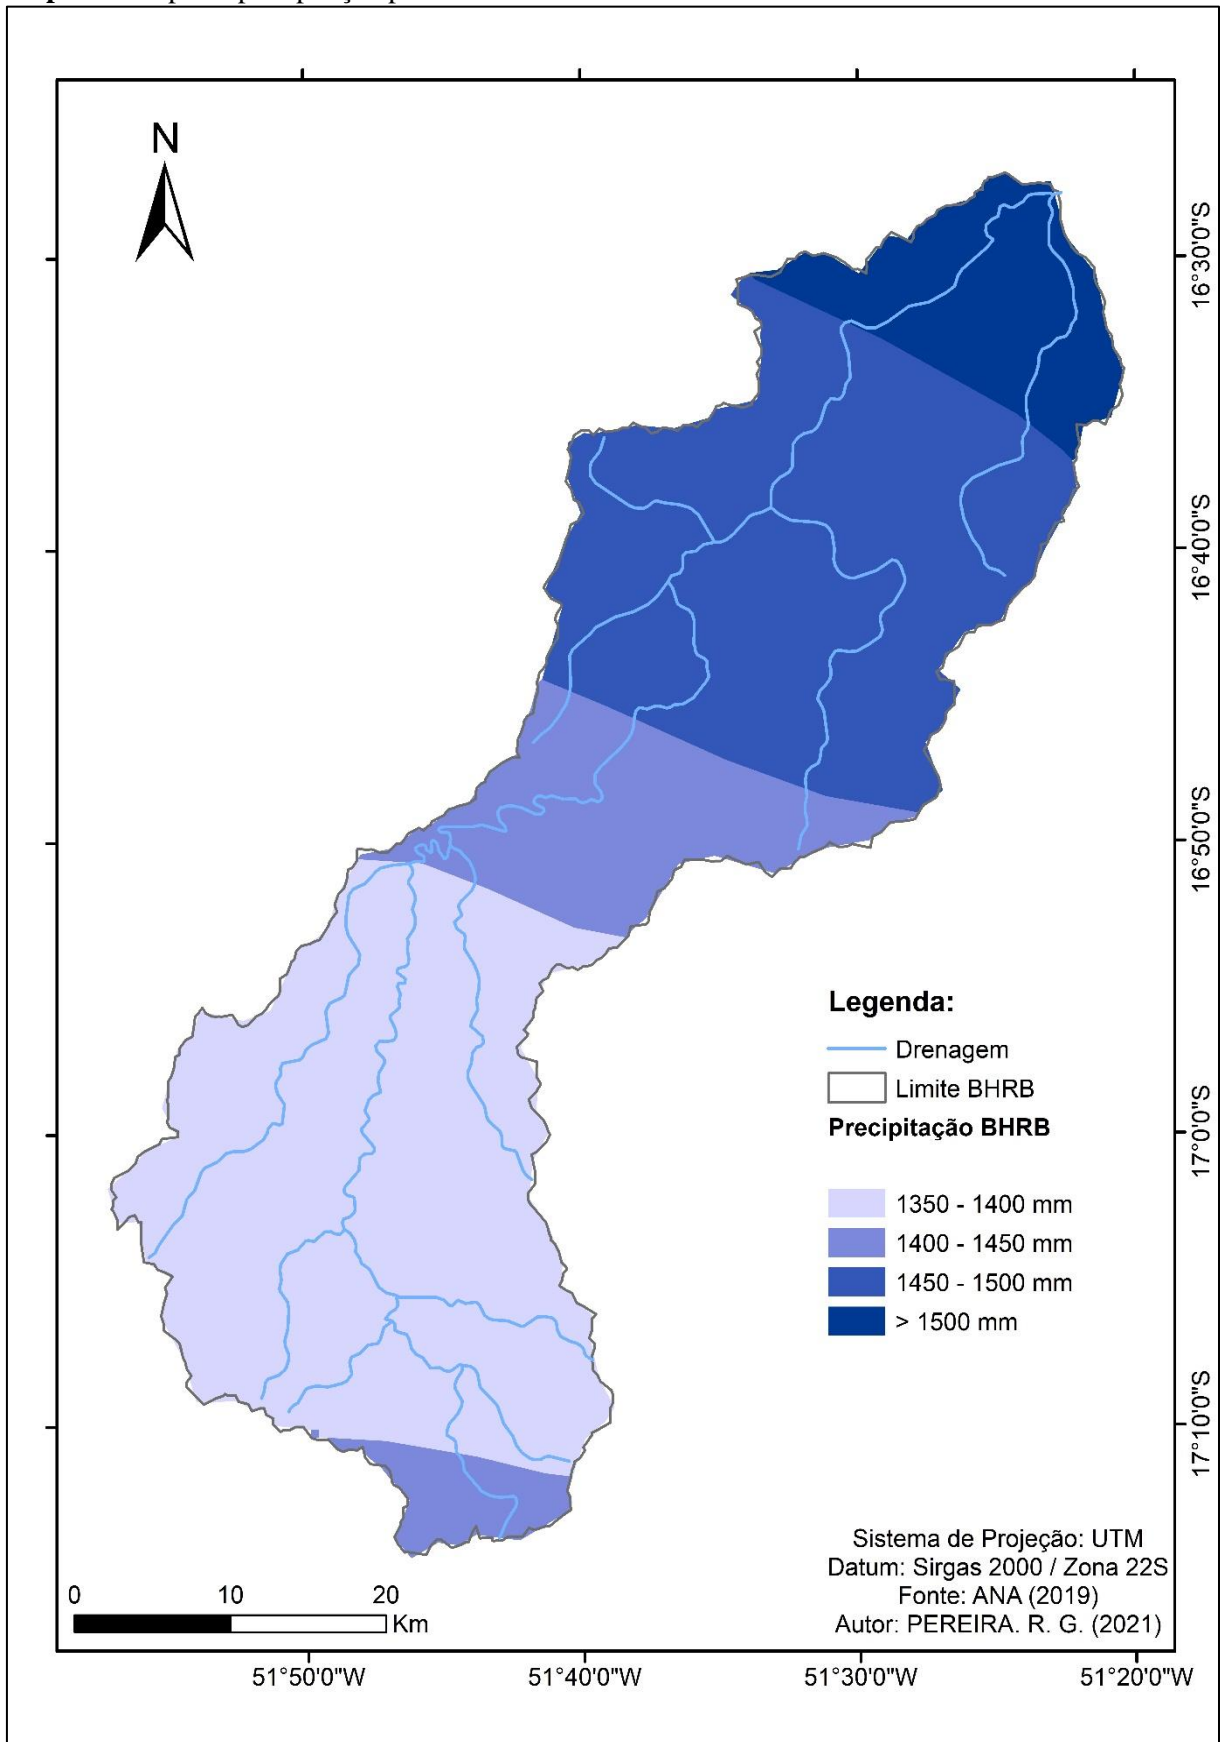 N
16°30'0"S
16°40'0"S
16°50'0"S
17°0'0"S
17°10'0"S
Legenda:
Drenagem
Limite BHRB
Precipitação BHRB
1350 - 1400 mm
1400 - 1450 mm
1450 - 1500 mm
> 1500 mm
Sistema de Projeção: UTM
Datum: Sirgas 2000 / Zona 22S
Fonte: ANA (2019)
Autor: PEREIRA. R. G. (2021)
0 10 20
Km
51°50'0"W 51°40'0"W 51°30'0"W 51°20'0"W